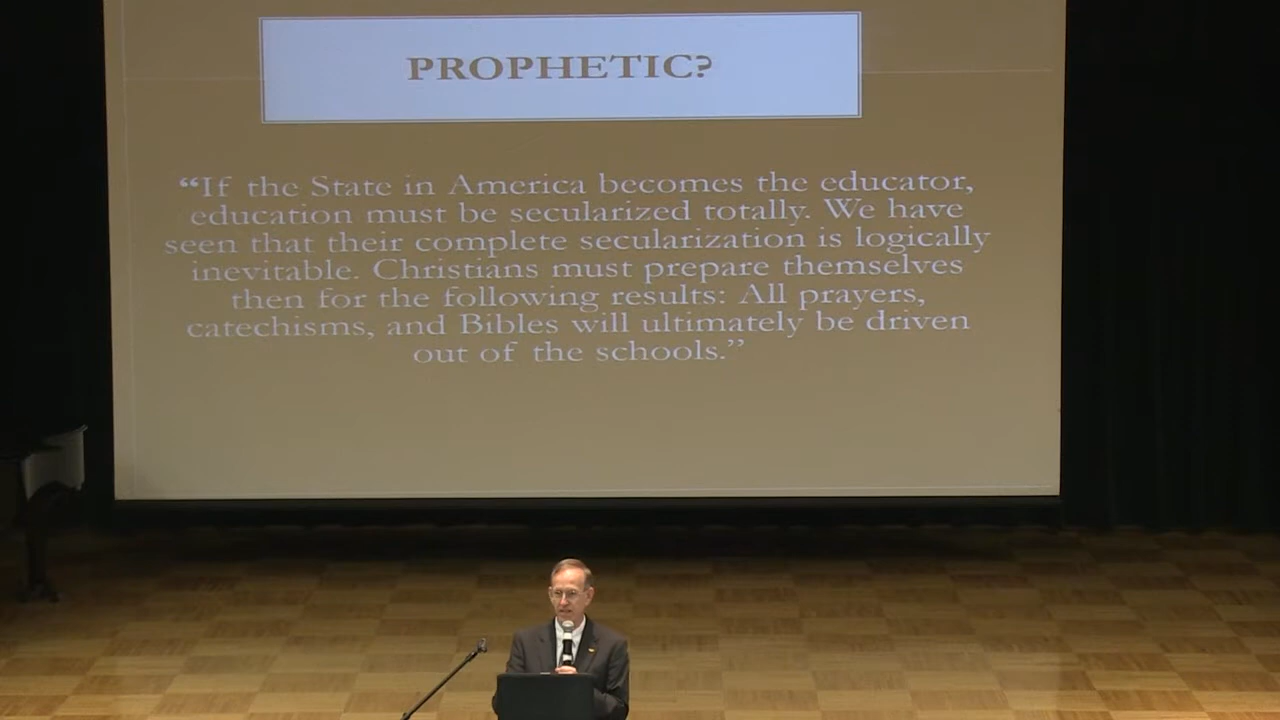 PROPHETIC?
“If the State in America becomes the educator,
education must be secularized totally. We have
seen that their complete secularization is logically
inevitable. Christians must prepare themselves
then for the following results: All prayers,
catechisms, and Bibles will ultimately be driven
out of the schools.”